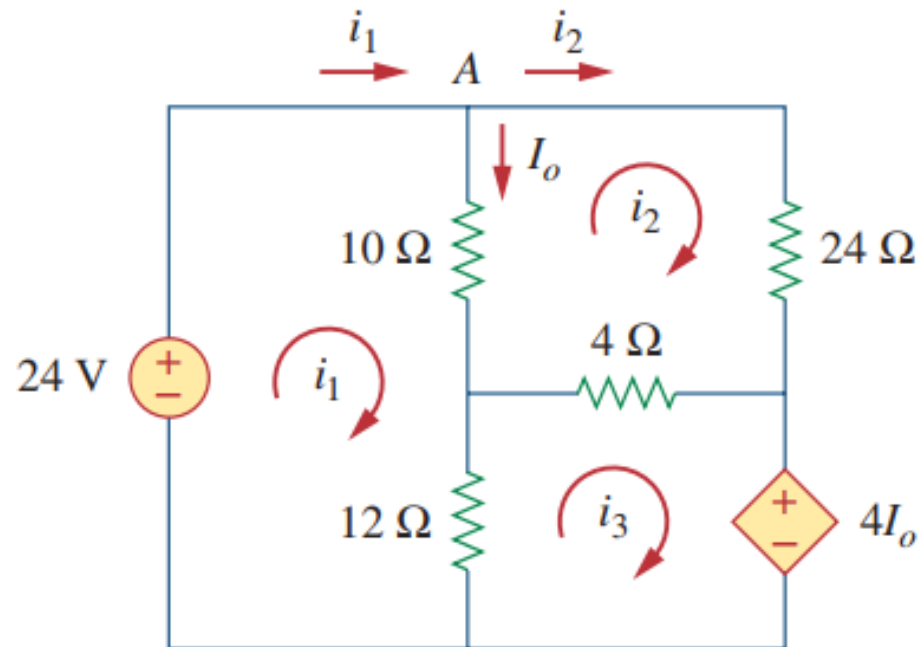 i₁ i₂
A
Iₒ
i₂
10 Ω 24 Ω
4 Ω
24 V + − i₁
12 Ω i₃ + − 4Iₒ